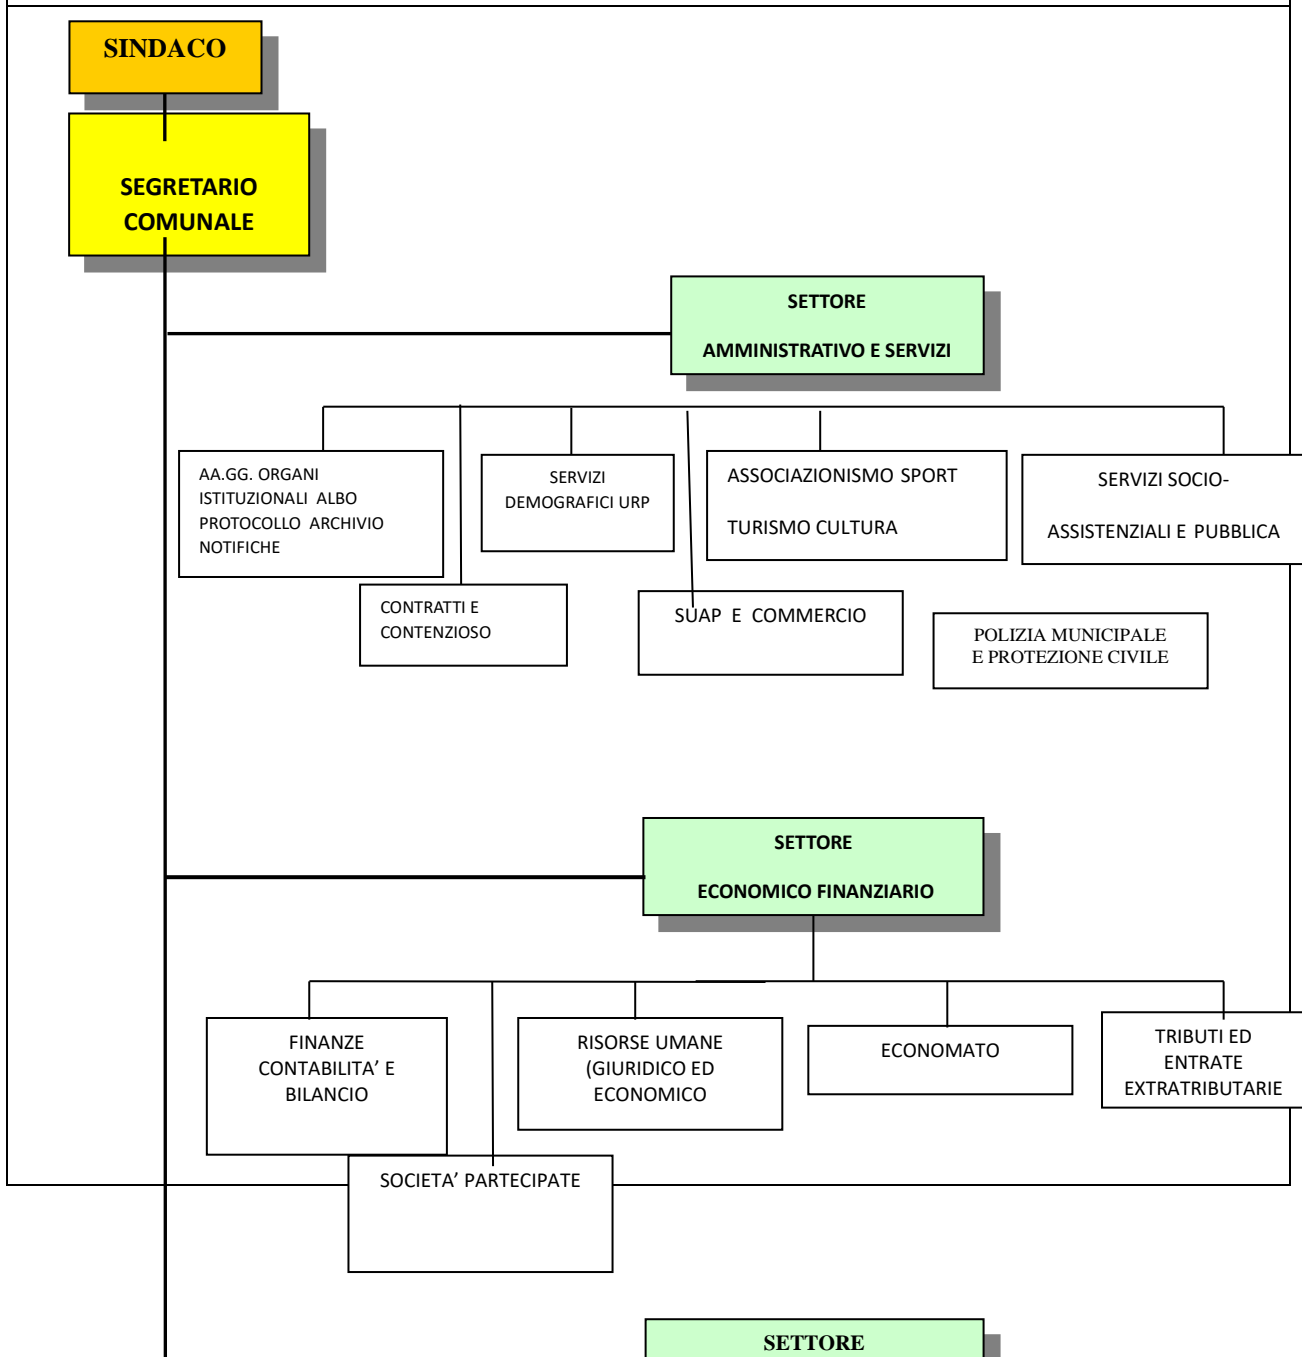 SINDACO
SEGRETARIO
COMUNALE
SETTORE
AMMINISTRATIVO E SERVIZI
AA.GG. ORGANI
ISTITUZIONALI ALBO
PROTOCOLLO ARCHIVIO
NOTIFICHE
SERVIZI
DEMOGRAFICI URP
ASSOCIAZIONISMO SPORT
TURISMO CULTURA
SERVIZI SOCIO-
ASSISTENZIALI E PUBBLICA
CONTRATTI E
CONTENZIOSO
SUAP E COMMERCIO
POLIZIA MUNICIPALE
E PROTEZIONE CIVILE
SETTORE
ECONOMICO FINANZIARIO
FINANZE
CONTABILITA’ E
BILANCIO
RISORSE UMANE
(GIURIDICO ED
ECONOMICO
ECONOMATO
TRIBUTI ED
ENTRATE
EXTRATRIBUTARIE
SOCIETA’ PARTECIPATE
SETTORE